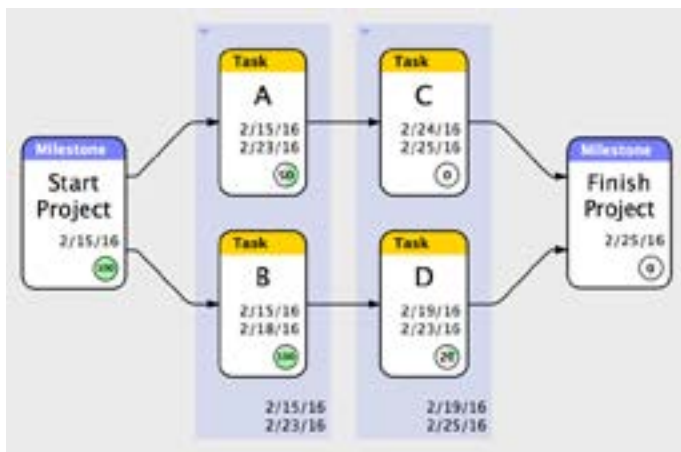 Milestone
Start
Project
2/15/16
100
Task
A
2/15/16
2/23/16
50
Task
B
2/15/16
2/18/16
100
2/15/16
2/23/16
Task
C
2/24/16
2/25/16
0
Task
D
2/19/16
2/23/16
2/19/16
2/25/16
Milestone
Finish
Project
2/25/16
0